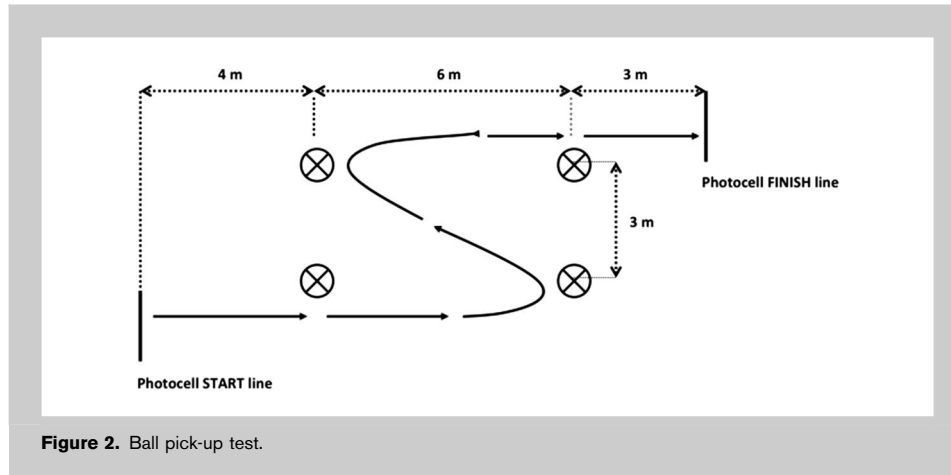 4 m 6 m 3 m
Photocell FINISH line
3 m
Photocell START line
Figure 2. Ball pick-up test.